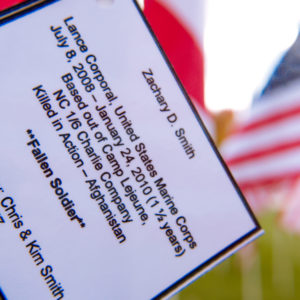 Zachary D. Smith
Lance Corporal, United States Marine Corps
July 8, 2008 – January 24, 2010 (1 ½ years)
Based out of Camp Lejeune,
NC 1/6 Charlie Company
Killed in Action – Afghanistan
**Fallen Soldier**
Chris & Kim Smith